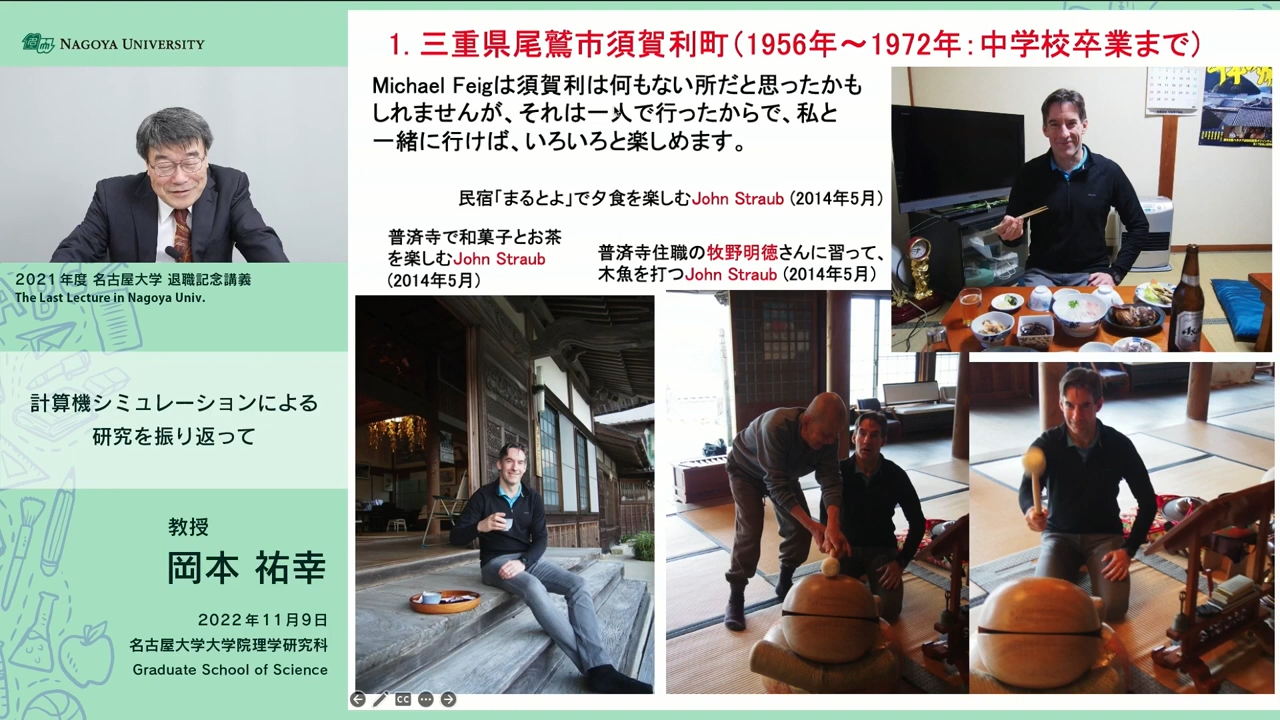 NAGOYA UNIVERSITY
2021年度 名古屋大学 退職記念講義
The Last Lecture in Nagoya Univ.
計算機シミュレーションによる
研究を振り返って
教授
岡本 祐幸
2022年11月9日
名古屋大学大学院理学研究科
Graduate School of Science
1. 三重県尾鷲市須賀利町(1956年～1972年：中学校卒業まで)
Michael Feigは須賀利は何もない所だと思ったかも
しれませんが、それは一人で行ったからで、私と
一緒に行けば、いろいろと楽しめます。
民宿「まるとよ」で夕食を楽しむJohn Straub (2014年5月)
普済寺で和菓子とお茶
を楽しむJohn Straub
(2014年5月)
普済寺住職の牧野明徳さんに習って、
木魚を打つJohn Straub (2014年5月)
CC